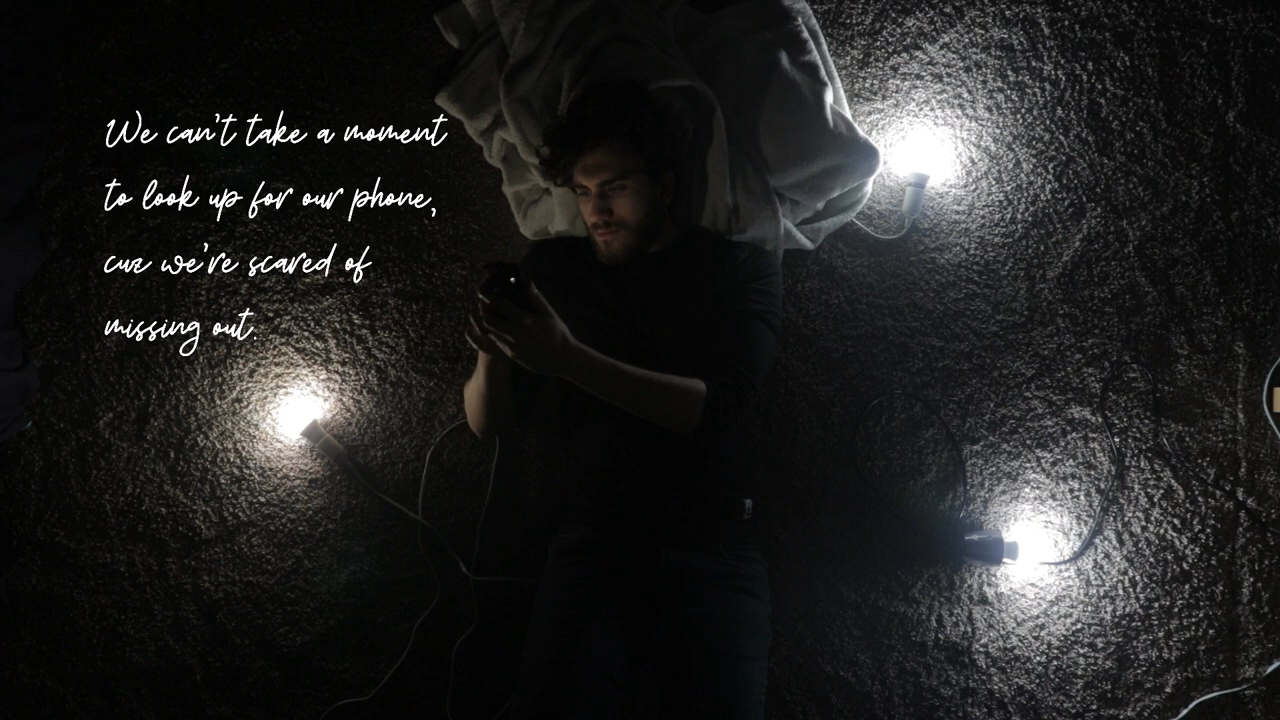 We can't take a moment
to look up for our phone,
cuz we're scared of
missing out.